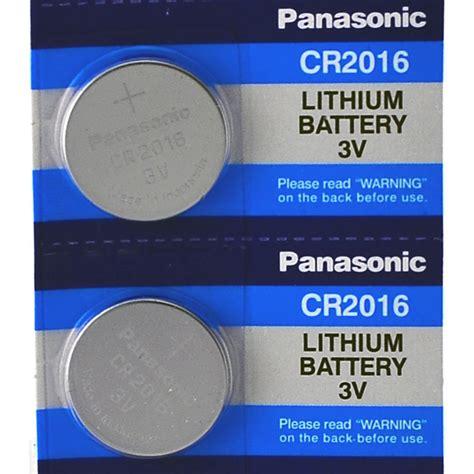 Panasonic
CR2016
LITHIUM
BATTERY
3V
Please read "WARNING"
on the back before use.
+
Panasonic
CR2016
3V
Panasonic
CR2016
LITHIUM
BATTERY
3V
Please read "WARNING"
on the back before use.
Panasonic
CR2016
3V